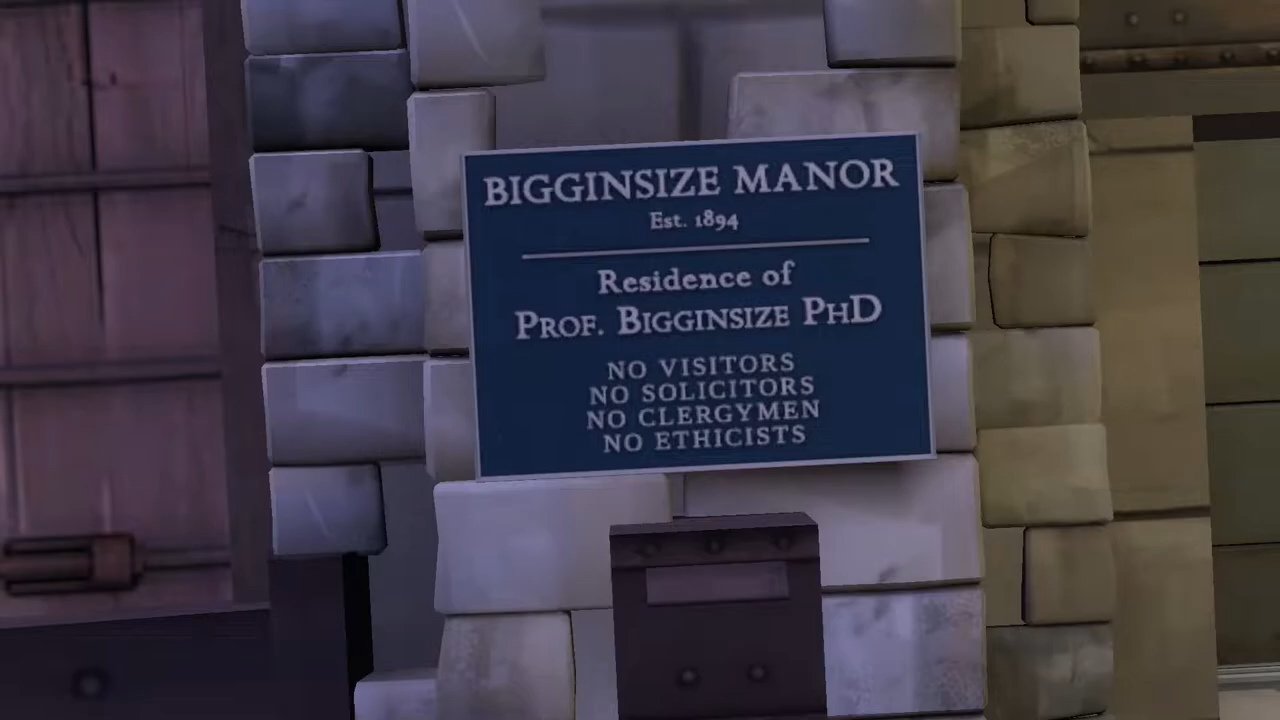 BIGGINSIZE MANOR
Est. 1894
Residence of
PROF. BIGGINSIZE PHD
NO VISITORS
NO SOLICITORS
NO CLERGYMEN
NO ETHICISTS